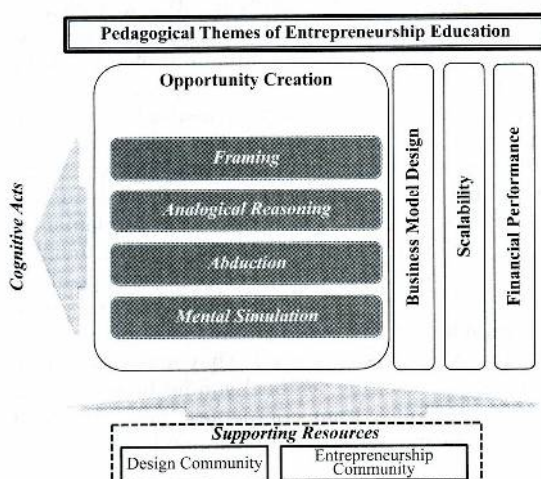 Pedagogical Themes of Entrepreneurship Education
Opportunity Creation
Framing
Analogical Reasoning
Abduction
Mental Simulation
Cognitive Acts
Business Model Design
Scalability
Financial Performance
Supporting Resources
Design Community
Entrepreneurship
Community